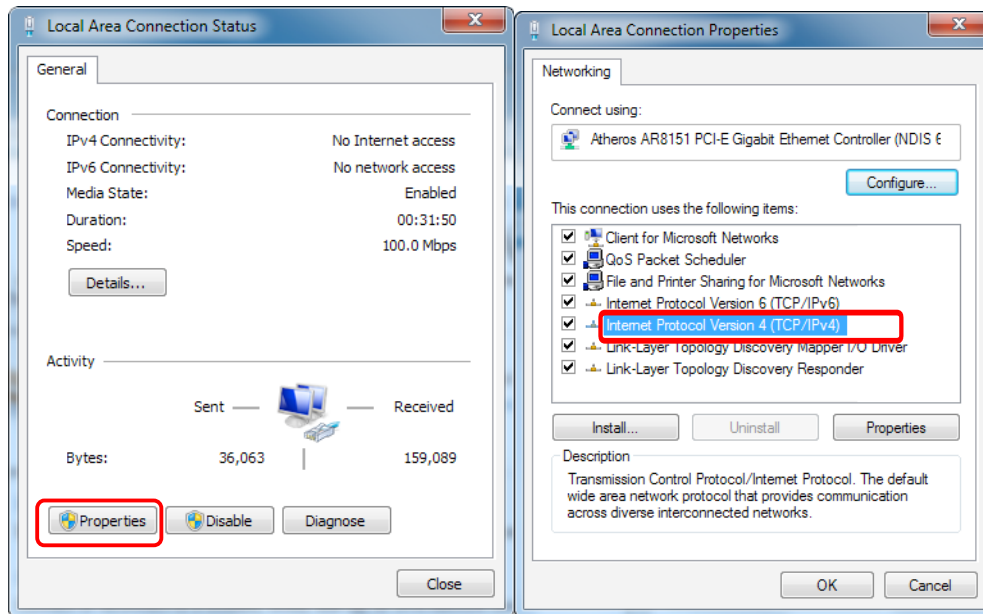 Local Area Connection Status
General
Connection
IPv4 Connectivity: No Internet access
IPv6 Connectivity: No network access
Media State: Enabled
Duration: 00:31:50
Speed: 100.0 Mbps
Details...
Activity
Sent Received
Bytes: 36,063 159,089
Properties Disable Diagnose
Close
Local Area Connection Properties
Networking
Connect using:
Atheros AR8151 PCI-E Gigabit Ethernet Controller (NDIS 6
Configure...
This connection uses the following items:
Client for Microsoft Networks
QoS Packet Scheduler
File and Printer Sharing for Microsoft Networks
Internet Protocol Version 6 (TCP/IPv6)
Internet Protocol Version 4 (TCP/IPv4)
Link-Layer Topology Discovery Mapper I/O Driver
Link-Layer Topology Discovery Responder
Install... Uninstall Properties
Description
Transmission Control Protocol/Internet Protocol. The default
wide area network protocol that provides communication
across diverse interconnected networks.
OK Cancel